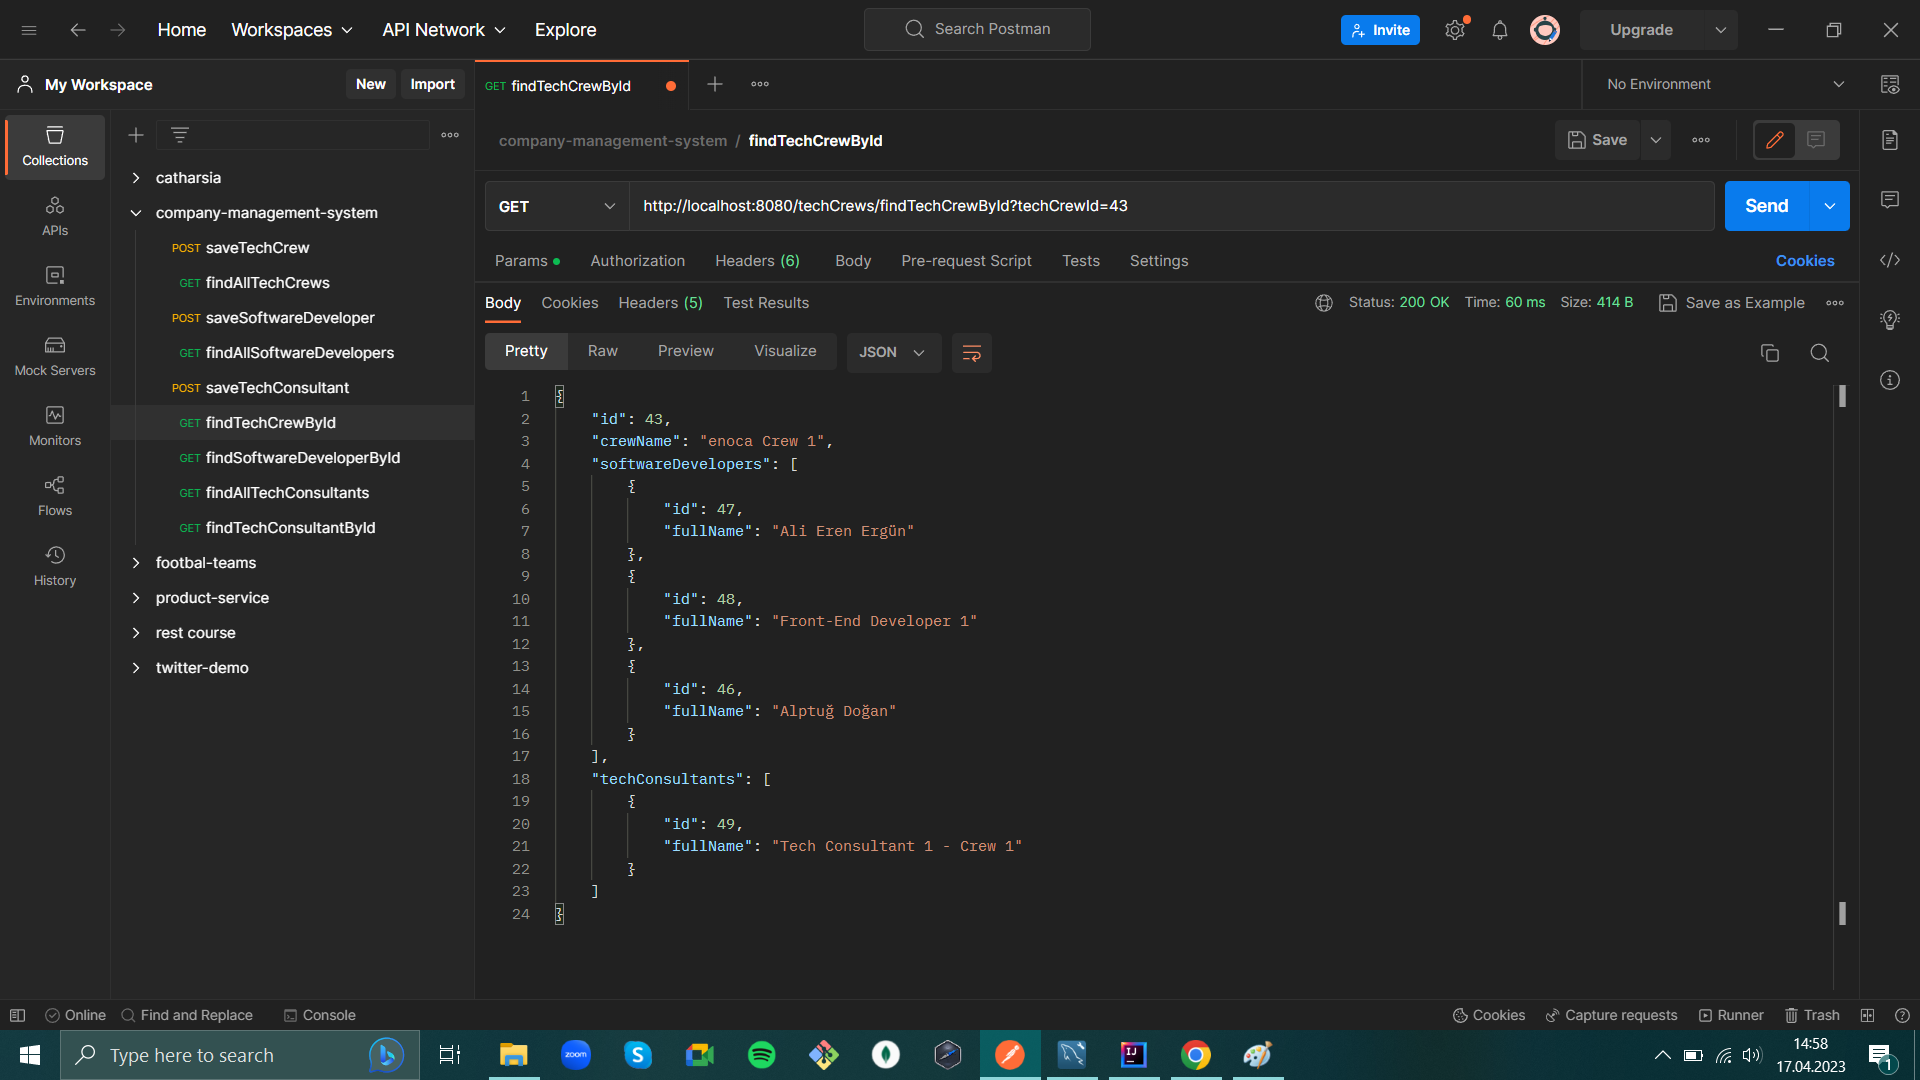 Home Workspaces API Network Explore Search Postman Invite Upgrade
My Workspace New Import GET findTechCrewById No Environment
Collections
APIs
Environments
Mock Servers
Monitors
Flows
History
catharsia
company-management-system
POST saveTechCrew
GET findAllTechCrews
POST saveSoftwareDeveloper
GET findAllSoftwareDevelopers
POST saveTechConsultant
GET findTechCrewById
GET findSoftwareDeveloperById
GET findAllTechConsultants
GET findTechConsultantById
footbal-teams
product-service
rest course
twitter-demo
company-management-system / findTechCrewById Save
GET http://localhost:8080/techCrews/findTechCrewById?techCrewId=43 Send
Params Authorization Headers (6) Body Pre-request Script Tests Settings Cookies
Body Cookies Headers (5) Test Results Status: 200 OK Time: 60 ms Size: 414 B Save as Example
Pretty Raw Preview Visualize JSON
1 {
2 "id": 43,
3 "crewName": "enoca Crew 1",
4 "softwareDevelopers": [
5 {
6 "id": 47,
7 "fullName": "Ali Eren Ergün"
8 },
9 {
10 "id": 48,
11 "fullName": "Front-End Developer 1"
12 },
13 {
14 "id": 46,
15 "fullName": "Alptuğ Doğan"
16 }
17 ],
18 "techConsultants": [
19 {
20 "id": 49,
21 "fullName": "Tech Consultant 1 - Crew 1"
22 }
23 ]
24 }
Online Find and Replace Console Cookies Capture requests Runner Trash
Type here to search zoom IJ 14:58
17.04.2023 1